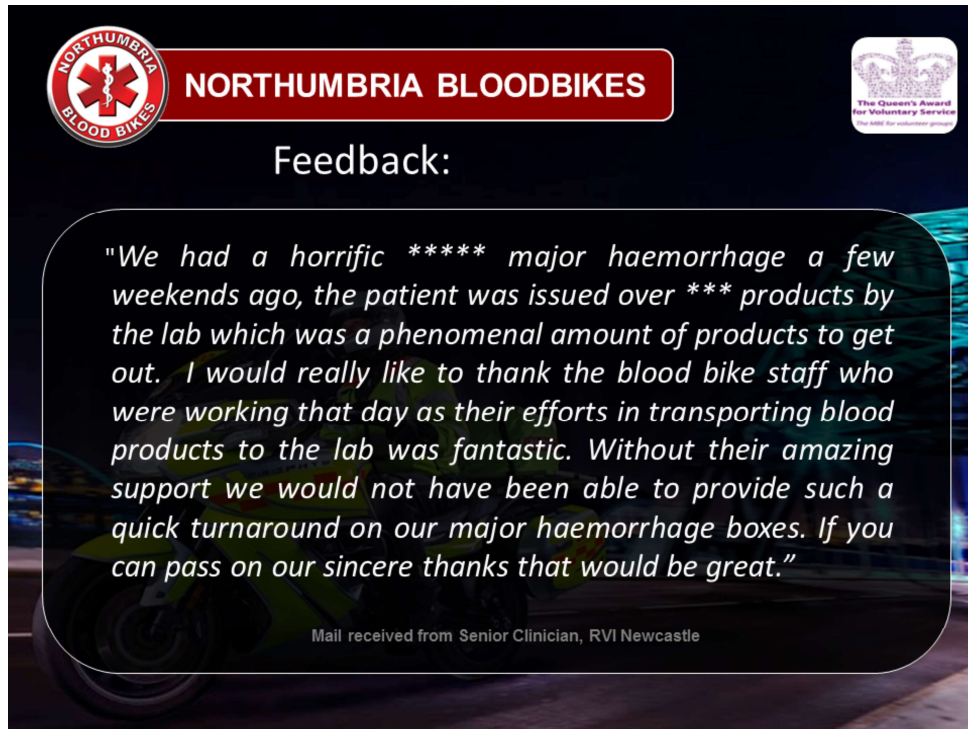 NORTHUMBRIA
BLOOD BIKES
NORTHUMBRIA BLOODBIKES
The Queen's Award
for Voluntary Service
The MBE for volunteer groups
Feedback:
"We had a horrific ***** major haemorrhage a few
weekends ago, the patient was issued over *** products by
the lab which was a phenomenal amount of products to get
out. I would really like to thank the blood bike staff who
were working that day as their efforts in transporting blood
products to the lab was fantastic. Without their amazing
support we would not have been able to provide such a
quick turnaround on our major haemorrhage boxes. If you
can pass on our sincere thanks that would be great.”
Mail received from Senior Clinician, RVI Newcastle